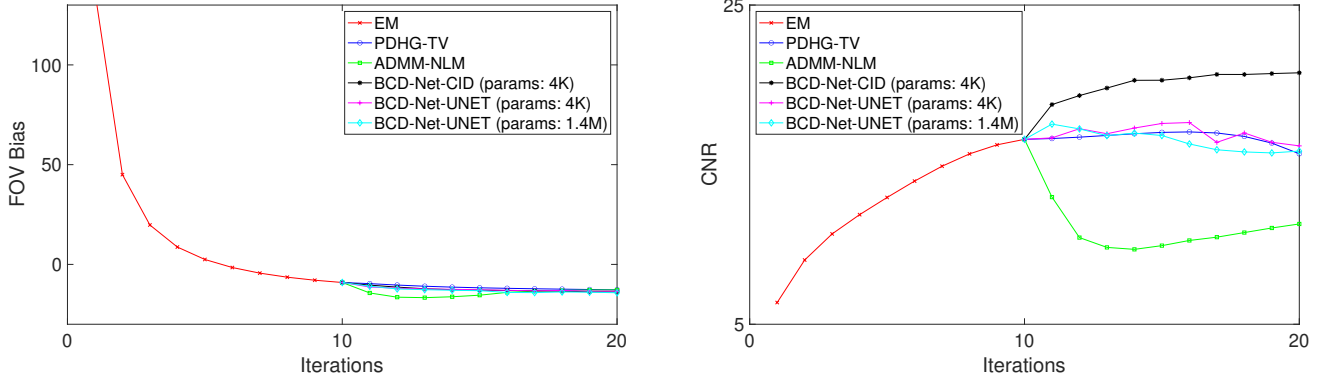 100
50
0
FOV Bias
0
10
20
Iterations
EM
PDHG-TV
ADMM-NLM
BCD-Net-CID (params: 4K)
BCD-Net-UNET (params: 4K)
BCD-Net-UNET (params: 1.4M)
25
5
CNR
0
10
20
Iterations
EM
PDHG-TV
ADMM-NLM
BCD-Net-CID (params: 4K)
BCD-Net-UNET (params: 4K)
BCD-Net-UNET (params: 1.4M)